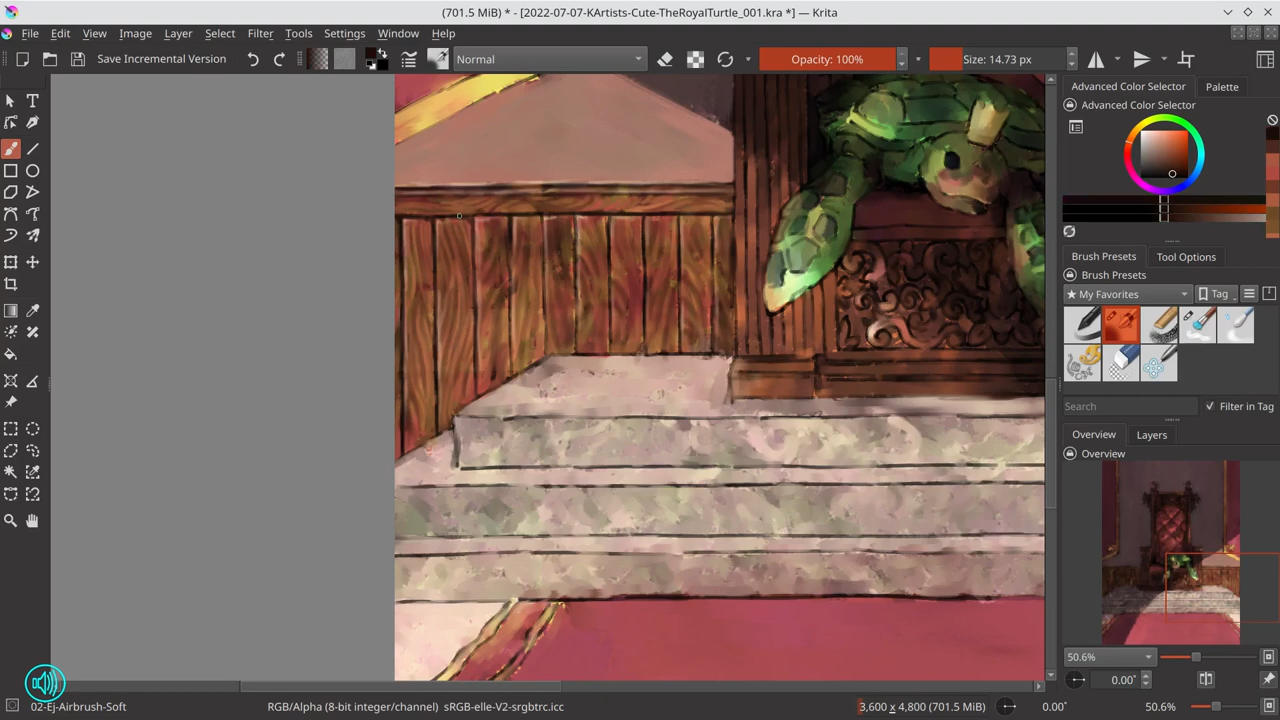 (701.5 MiB) * - [2022-07-07-KArtists-Cute-TheRoyalTurtle_001.kra *] — Krita
File Edit View Image Layer Select Filter Tools Settings Window Help
Save Incremental Version
Normal
Opacity: 100%
Size: 14.73 px
Advanced Color Selector
Palette
Advanced Color Selector
Brush Presets
Tool Options
Brush Presets
★ My Favorites
Tag
Search
Filter in Tag
Overview
Layers
Overview
50.6%
0.00°
02-Ej-Airbrush-Soft
RGB/Alpha (8-bit integer/channel) sRGB-elle-V2-srgbtrc.icc
3,600 x 4,800 (701.5 MiB)
0.00°
50.6%